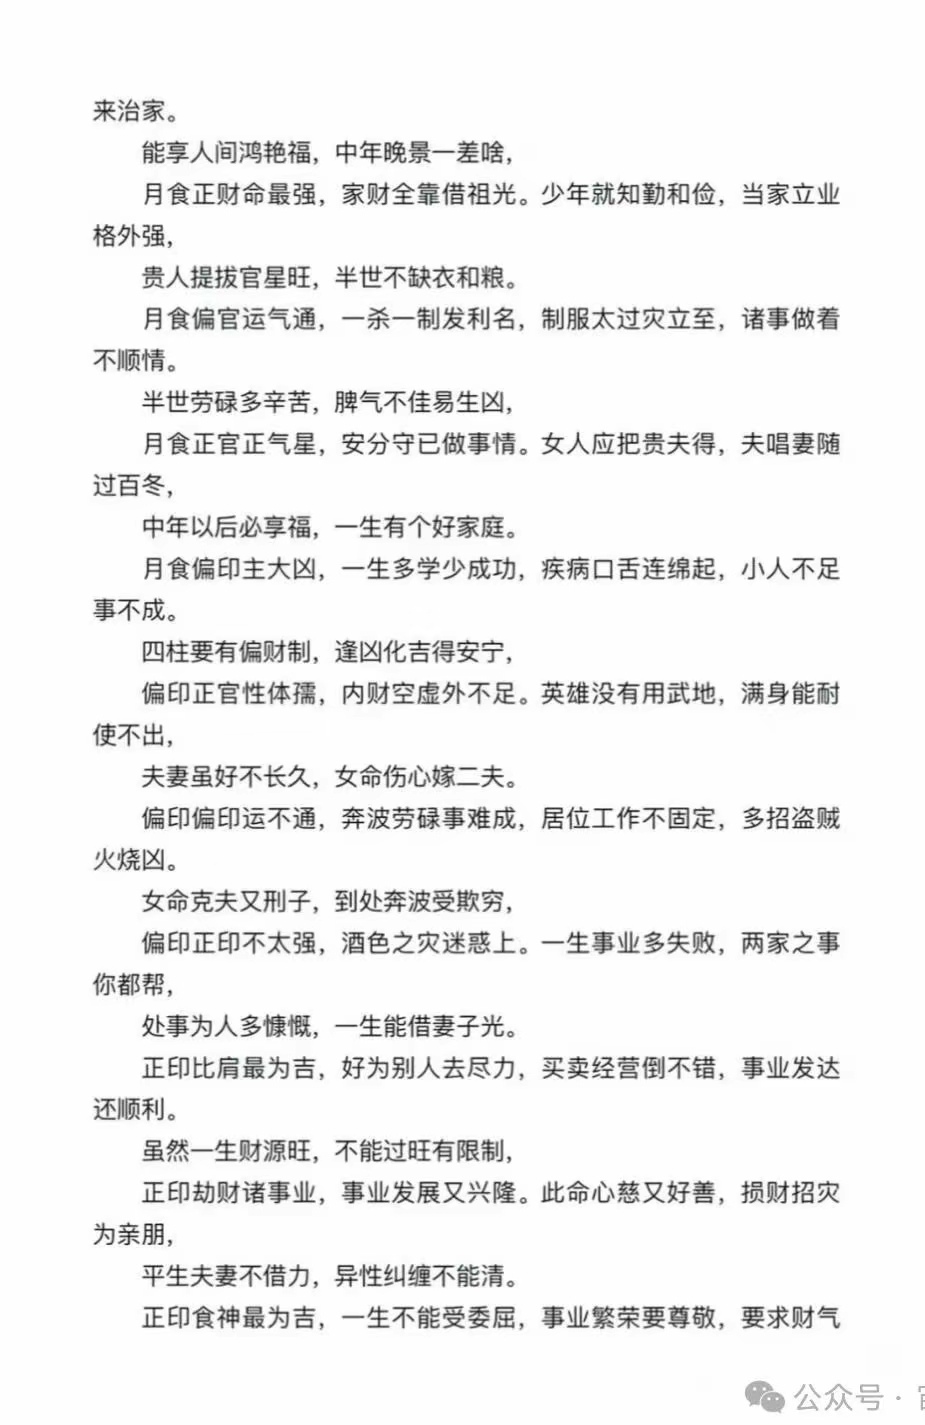 来治家。
能享人间鸿艳福，中年晚景一差啥，
月食正财命最强，家财全靠借祖光。少年就知勤和俭，当家立业
格外强，
贵人提拔官星旺，半世不缺衣和粮。
月食偏官运气通，一杀一制发利名，制服太过灾立至，诸事做着
不顺情。
半世劳碌多辛苦，脾气不佳易生凶，
月食正官正气星，安分守已做事情。女人应把贵夫得，夫唱妻随
过百冬，
中年以后必享福，一生有个好家庭。
月食偏印主大凶，一生多学少成功，疾病口舌连绵起，小人不足
事不成。
四柱要有偏财制，逢凶化吉得安宁，
偏印正官性体孺，内财空虚外不足。英雄没有用武地，满身能耐
使不出，
夫妻虽好不长久，女命伤心嫁二夫。
偏印偏印运不通，奔波劳碌事难成，居位工作不固定，多招盗贼
火烧凶。
女命克夫又刑子，到处奔波受欺穷，
偏印正印不太强，酒色之灾迷惑上。一生事业多失败，两家之事
你都帮，
处事为人多慷慨，一生能借妻子光。
正印比肩最为吉，好为别人去尽力，买卖经营倒不错，事业发达
还顺利。
虽然一生财源旺，不能过旺有限制，
正印劫财诸事业，事业发展又兴隆。此命心慈又好善，损财招灾
为亲朋，
平生夫妻不借力，异性纠缠不能清。
正印食神最为吉，一生不能受委屈，事业繁荣要尊敬，要求财气
公众号·